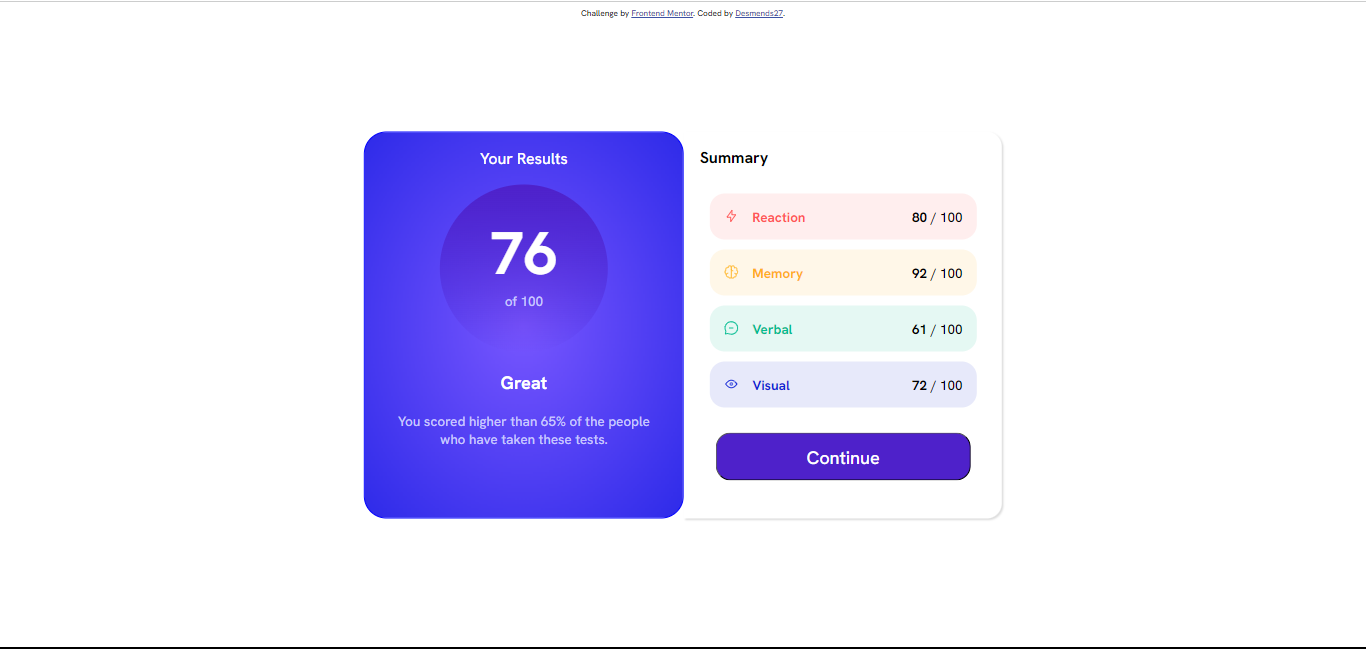 Challenge by Frontend Mentor. Coded by Desmends27.
Your Results
76
of 100
Great
You scored higher than 65% of the people
who have taken these tests.
Summary
Reaction 80 / 100
Memory 92 / 100
Verbal 61 / 100
Visual 72 / 100
Continue